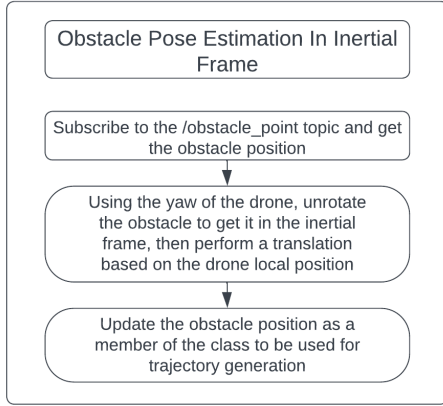 Obstacle Pose Estimation In Inertial
Frame
Subscribe to the /obstacle_point topic and get
the obstacle position
Using the yaw of the drone, unrotate
the obstacle to get it in the inertial
frame, then perform a translation
based on the drone local position
Update the obstacle position as a
member of the class to be used for
trajectory generation